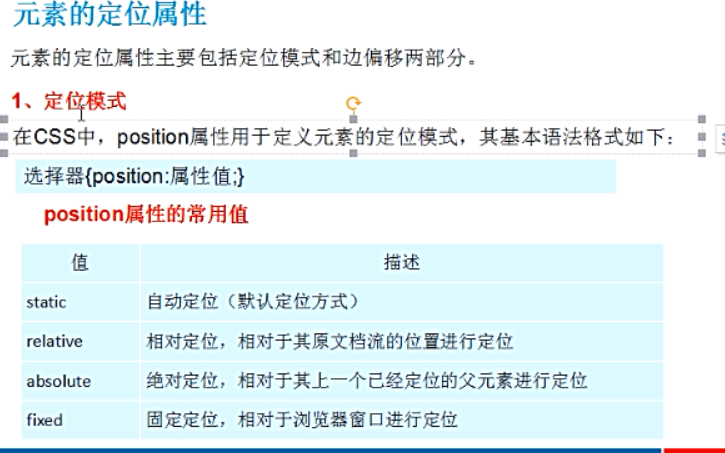 元素的定位属性
元素的定位属性主要包括定位模式和边偏移两部分。
1、定位模式
在CSS中，position属性用于定义元素的定位模式，其基本语法格式如下：
选择器{position:属性值;}
position属性的常用值
值 描述
static 自动定位（默认定位方式）
relative 相对定位，相对于其原文档流的位置进行定位
absolute 绝对定位，相对于其上一个已经定位的父元素进行定位
fixed 固定定位，相对于浏览器窗口进行定位